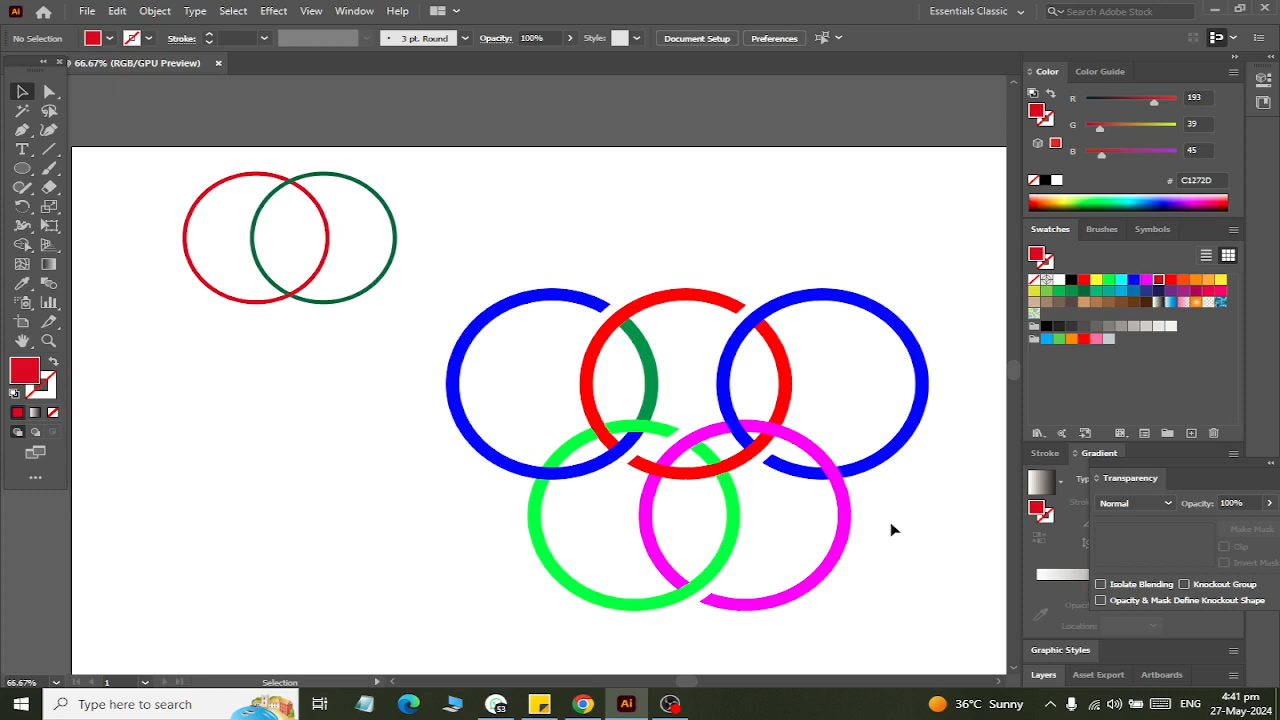 Ai File Edit Object Type Select Effect View Window Help Essentials Classic Search Adobe Stock
No Selection Stroke: 3 pt. Round Opacity: 100% Style: Document Setup Preferences
@ 66.67% (RGB/GPU Preview) ×
Color Color Guide
R 193
G 39
B 45
# C1272D
Swatches Brushes Symbols
Stroke Gradient
Transparency
Normal Opacity: 100%
Make Mask
Clip
Invert Mask
Isolate Blending Knockout Group
Opacity & Mask Define Knockout Shape
Locations
Graphic Styles
Layers Asset Export Artboards
66.67% 1 Selection
Type here to search Ai 36°C Sunny ENG 4:41 pm
27-May-2024